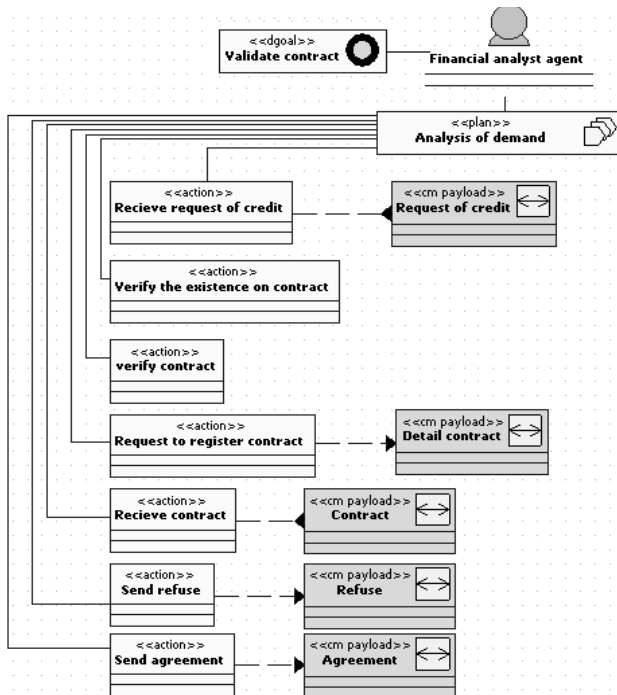 <<dgoal>>
Validate contract
Financial analyst agent
<<plan>>
Analysis of demand
<<action>>
Recieve request of credit
<<cm payload>>
Request of credit
<<action>>
Verify the existence on contract
<<action>>
verify contract
<<action>>
Request to register contract
<<cm payload>>
Detail contract
<<action>>
Recieve contract
<<cm payload>>
Contract
<<action>>
Send refuse
<<cm payload>>
Refuse
<<action>>
Send agreement
<<cm payload>>
Agreement